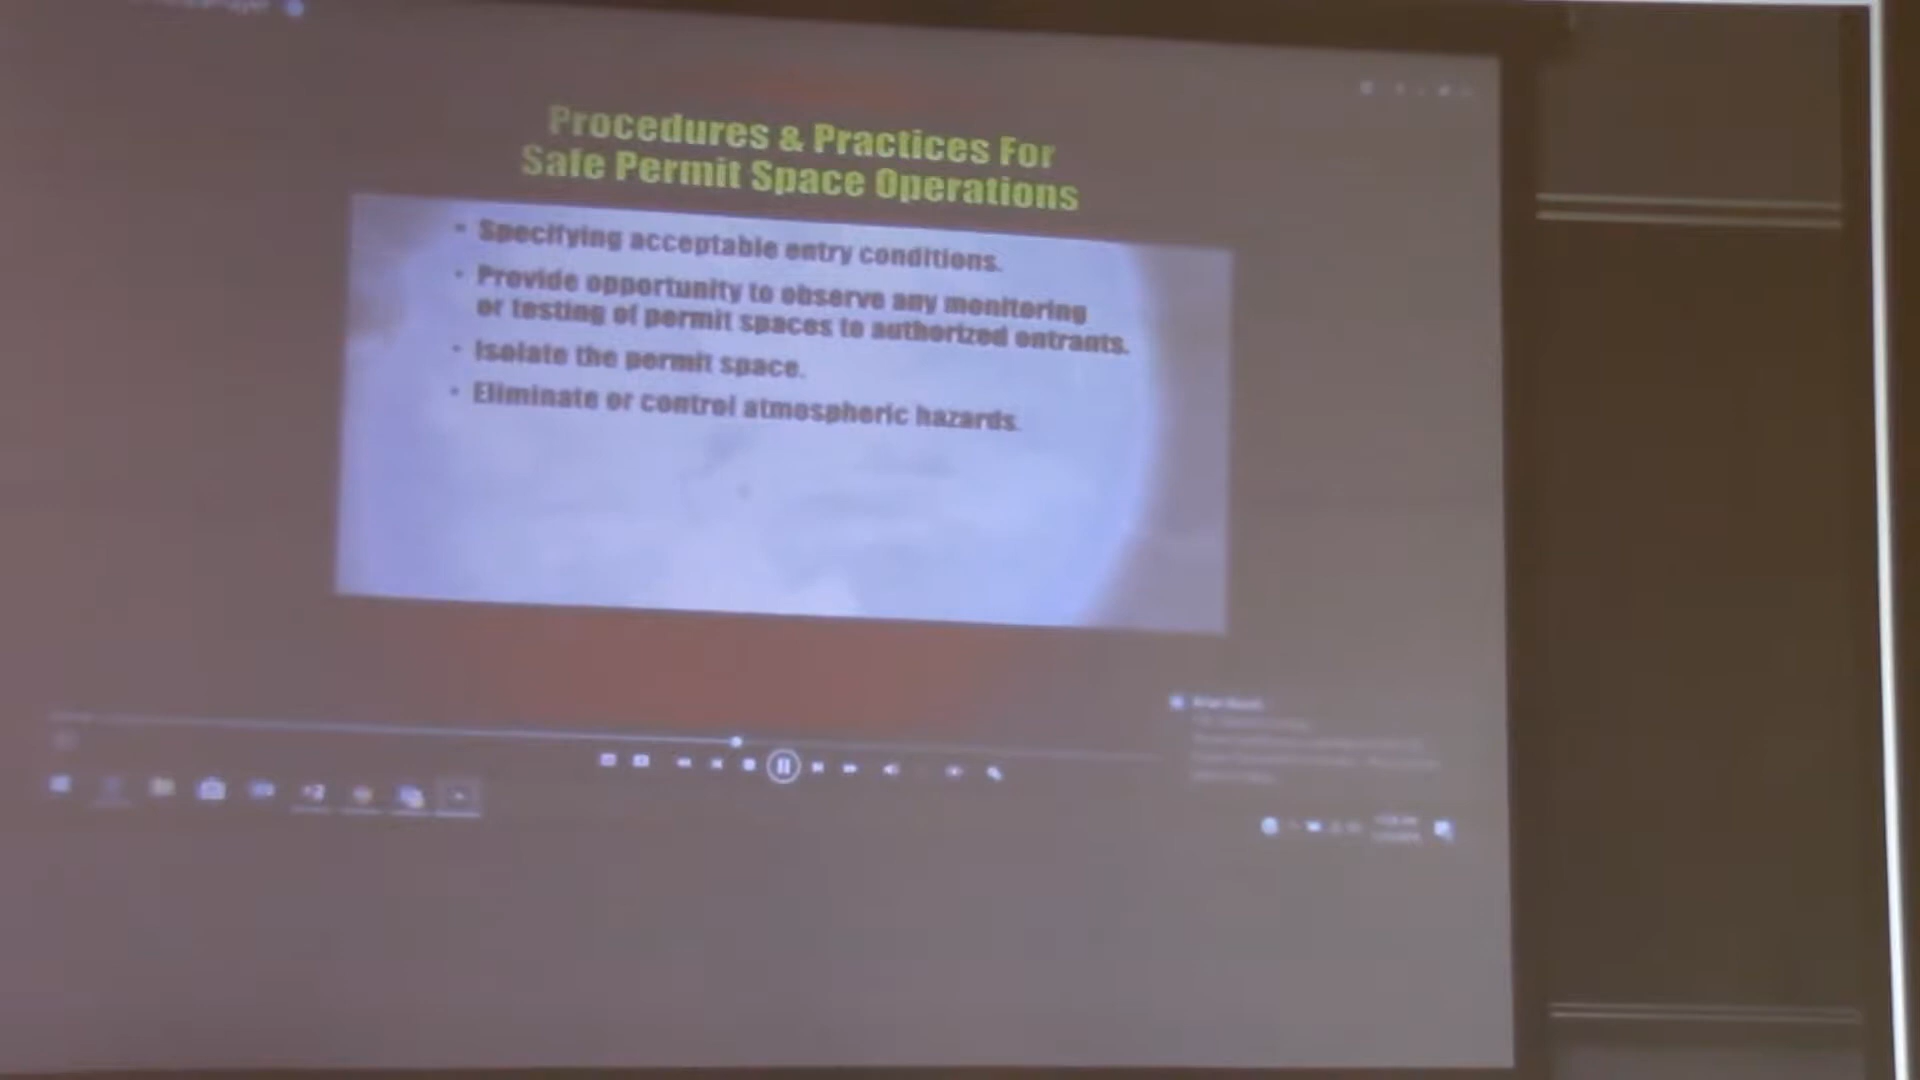 Procedures & Practices For
Safe Permit Space Operations
• Specifying acceptable entry conditions.
• Provide opportunity to observe any monitoring
or testing of permit spaces to authorized entrants.
• Isolate the permit space.
• Eliminate or control atmospheric hazards.